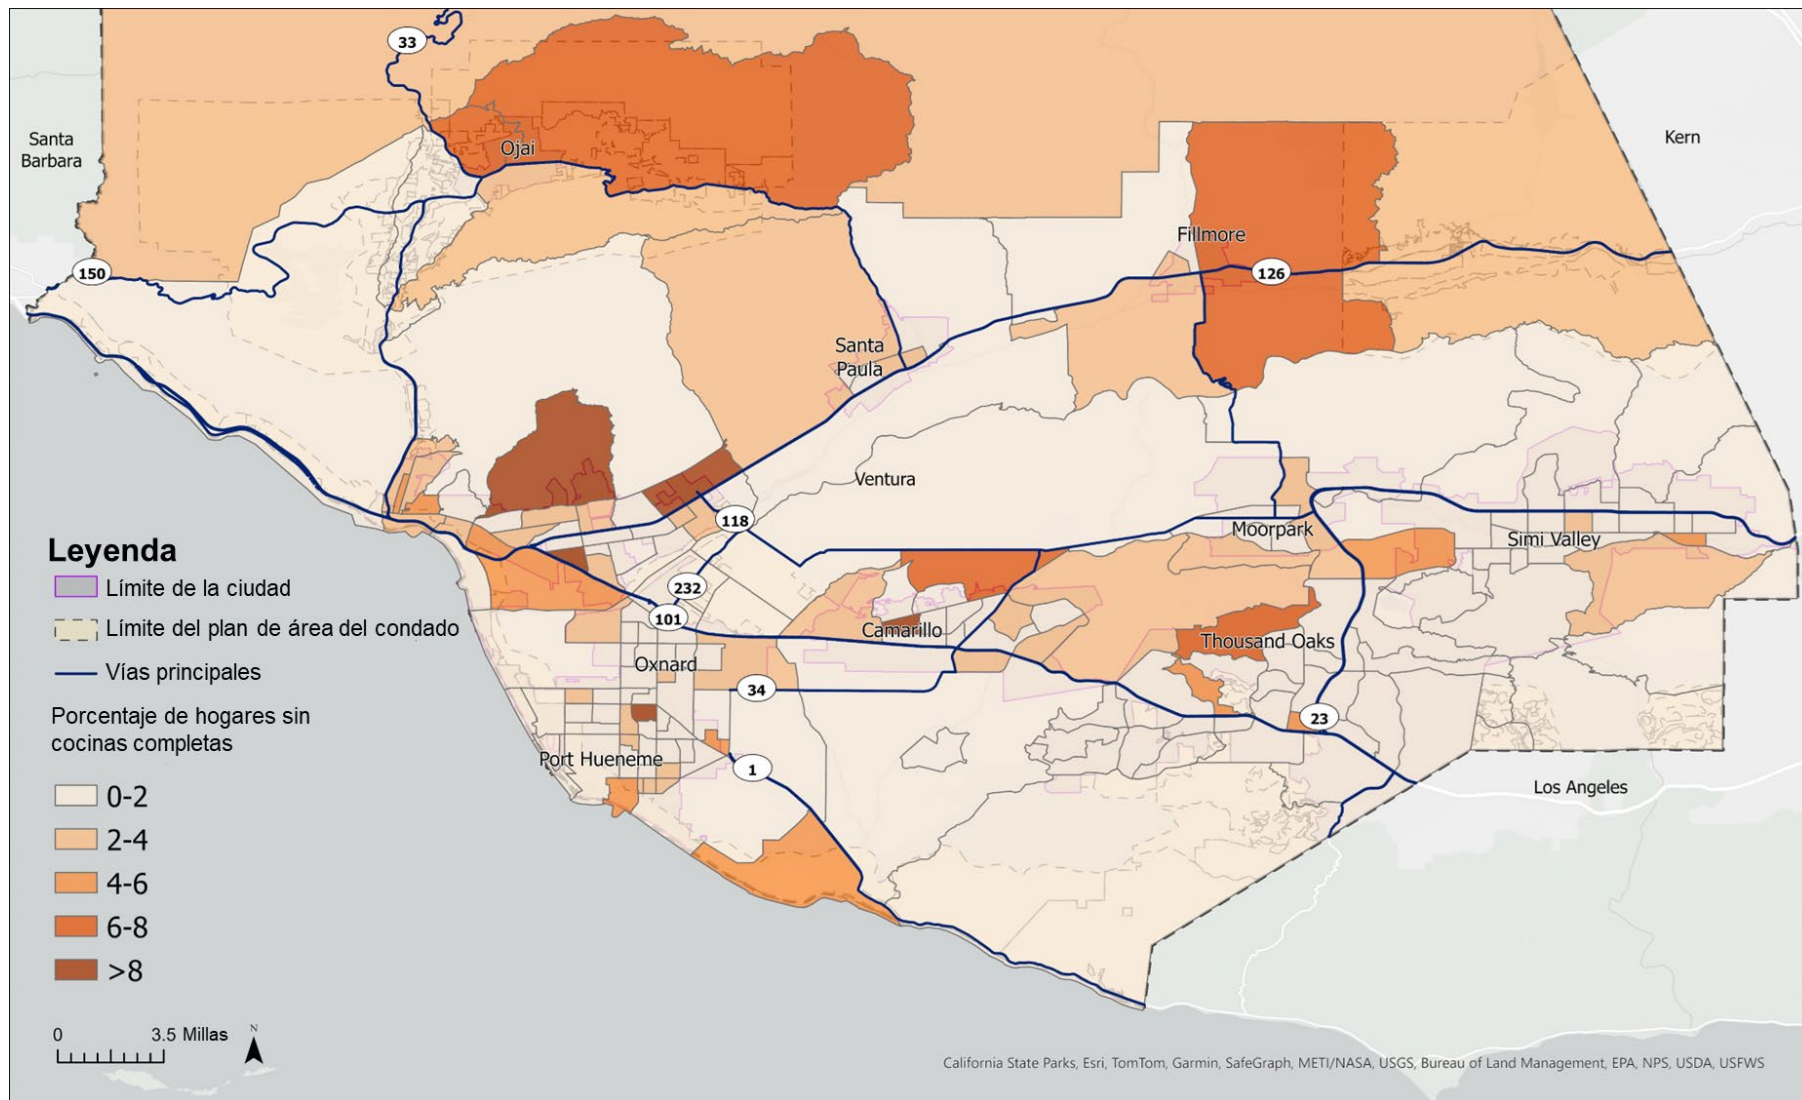 33
Santa
Barbara
Ojai
Kern
150
Fillmore
126
Santa
Paula
Ventura
118
Moorpark
Simi Valley
232
101
Camarillo
Thousand Oaks
Oxnard
34
23
Port Hueneme
1
Los Angeles
Leyenda
Límite de la ciudad
Límite del plan de área del condado
Vías principales
Porcentaje de hogares sin
cocinas completas
0-2
2-4
4-6
6-8
>8
0 3.5 Millas
N
California State Parks, Esri, TomTom, Garmin, SafeGraph, METI/NASA, USGS, Bureau of Land Management, EPA, NPS, USDA, USFWS